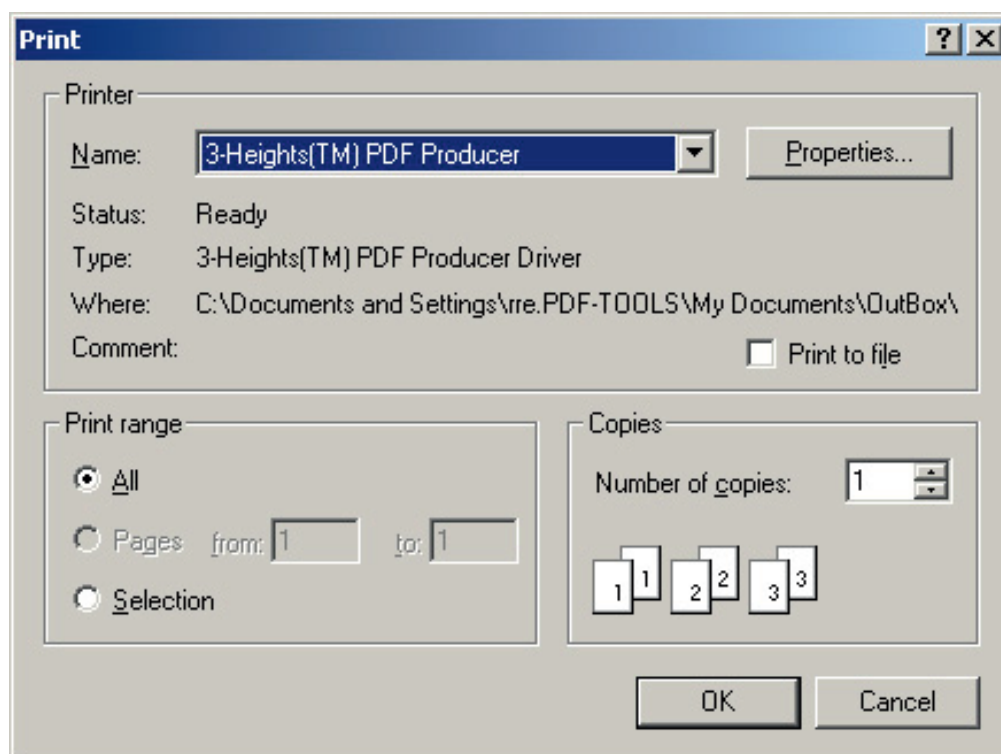 Print
Printer
Name: 3-Heights(TM) PDF Producer Properties...
Status: Ready
Type: 3-Heights(TM) PDF Producer Driver
Where: C:\Documents and Settings\rre.PDF-TOOLS\My Documents\OutBox\
Comment: Print to file
Print range
All
Pages from: 1 to: 1
Selection
Copies
Number of copies: 1
1 1 2 2 3 3
OK Cancel